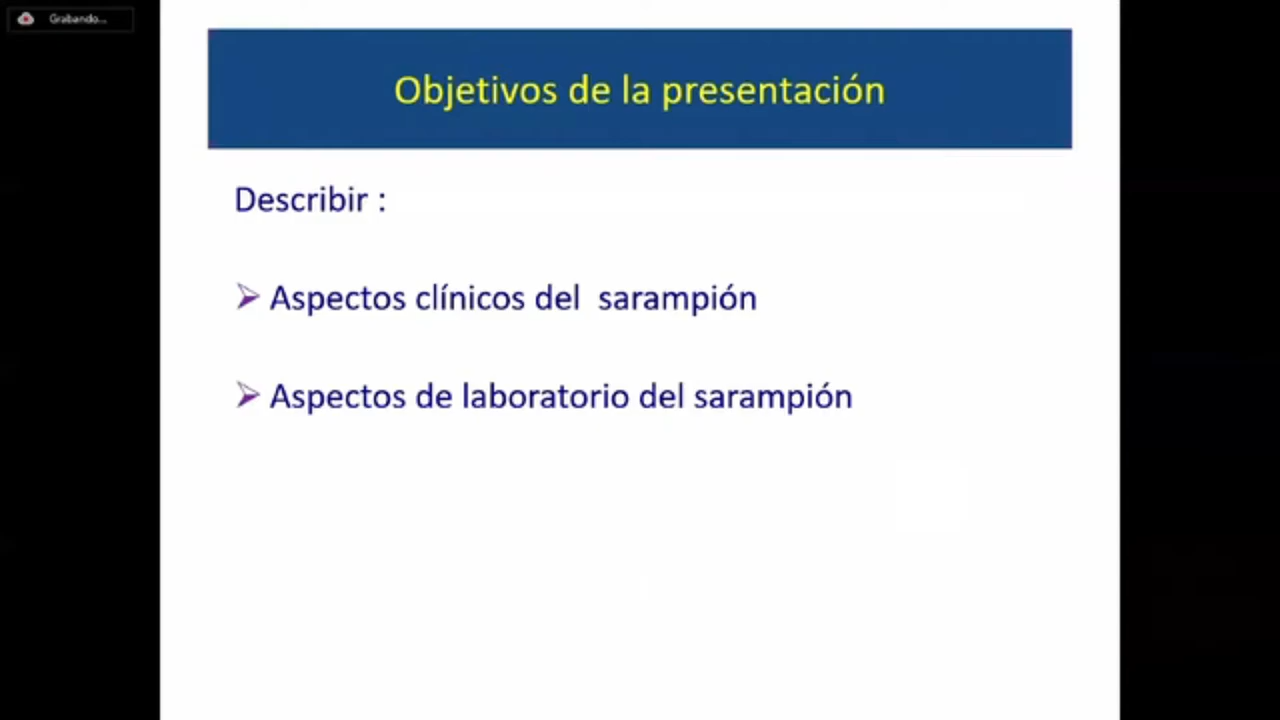 Grabando...
Objetivos de la presentación
Describir :
Aspectos clínicos del sarampión
Aspectos de laboratorio del sarampión